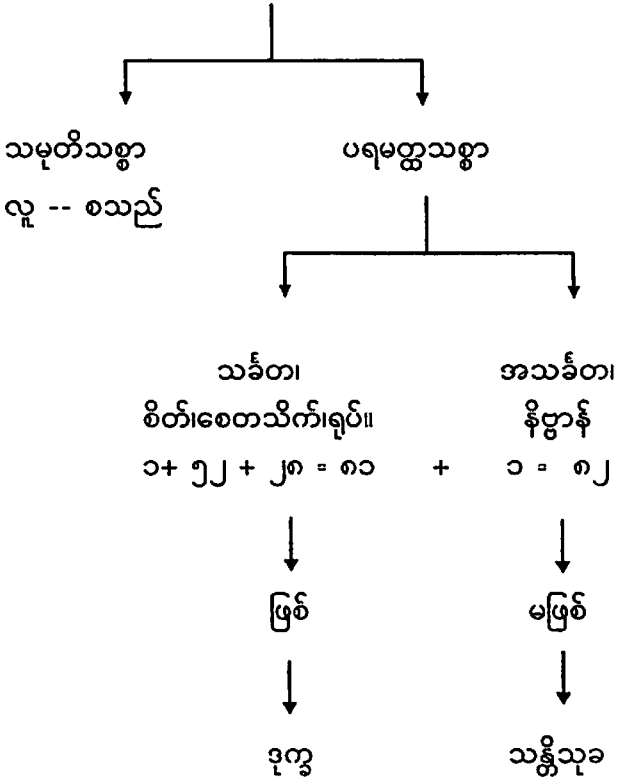 သမုတိသစ္စာ ပရမတ္ထသစ္စာ
လူ -- စသည်
သင်္ခတ၊ အသင်္ခတ၊
စိတ်၊စေတသိက်၊ရုပ်။ နိဗ္ဗာန်
၁+ ၅၂ + ၂၈ = ၈၁ + ၁ = ၈၂
ဖြစ် မဖြစ်
ဒုက္ခ သန္တိသုခ